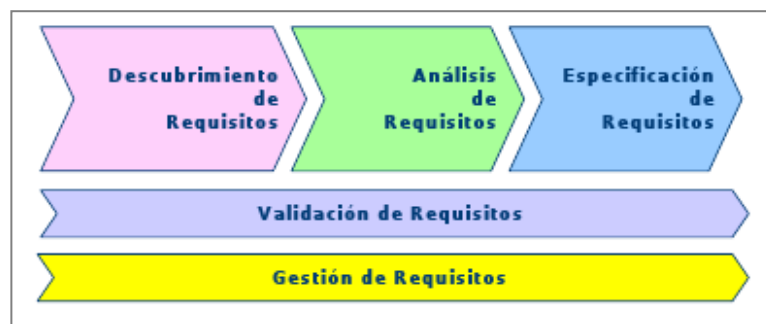 Descubrimiento
de
Requisitos
Análisis
de
Requisitos
Especificación
de
Requisitos
Validación de Requisitos
Gestión de Requisitos